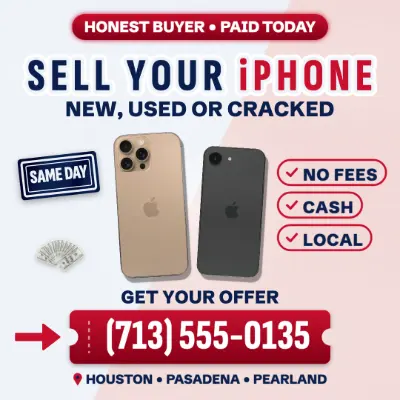 HONEST BUYER • PAID TODAY
SELL YOUR iPHONE
NEW, USED OR CRACKED
SAME DAY
NO FEES
CASH
LOCAL
GET YOUR OFFER
(713) 555-0135
HOUSTON • PASADENA • PEARLAND